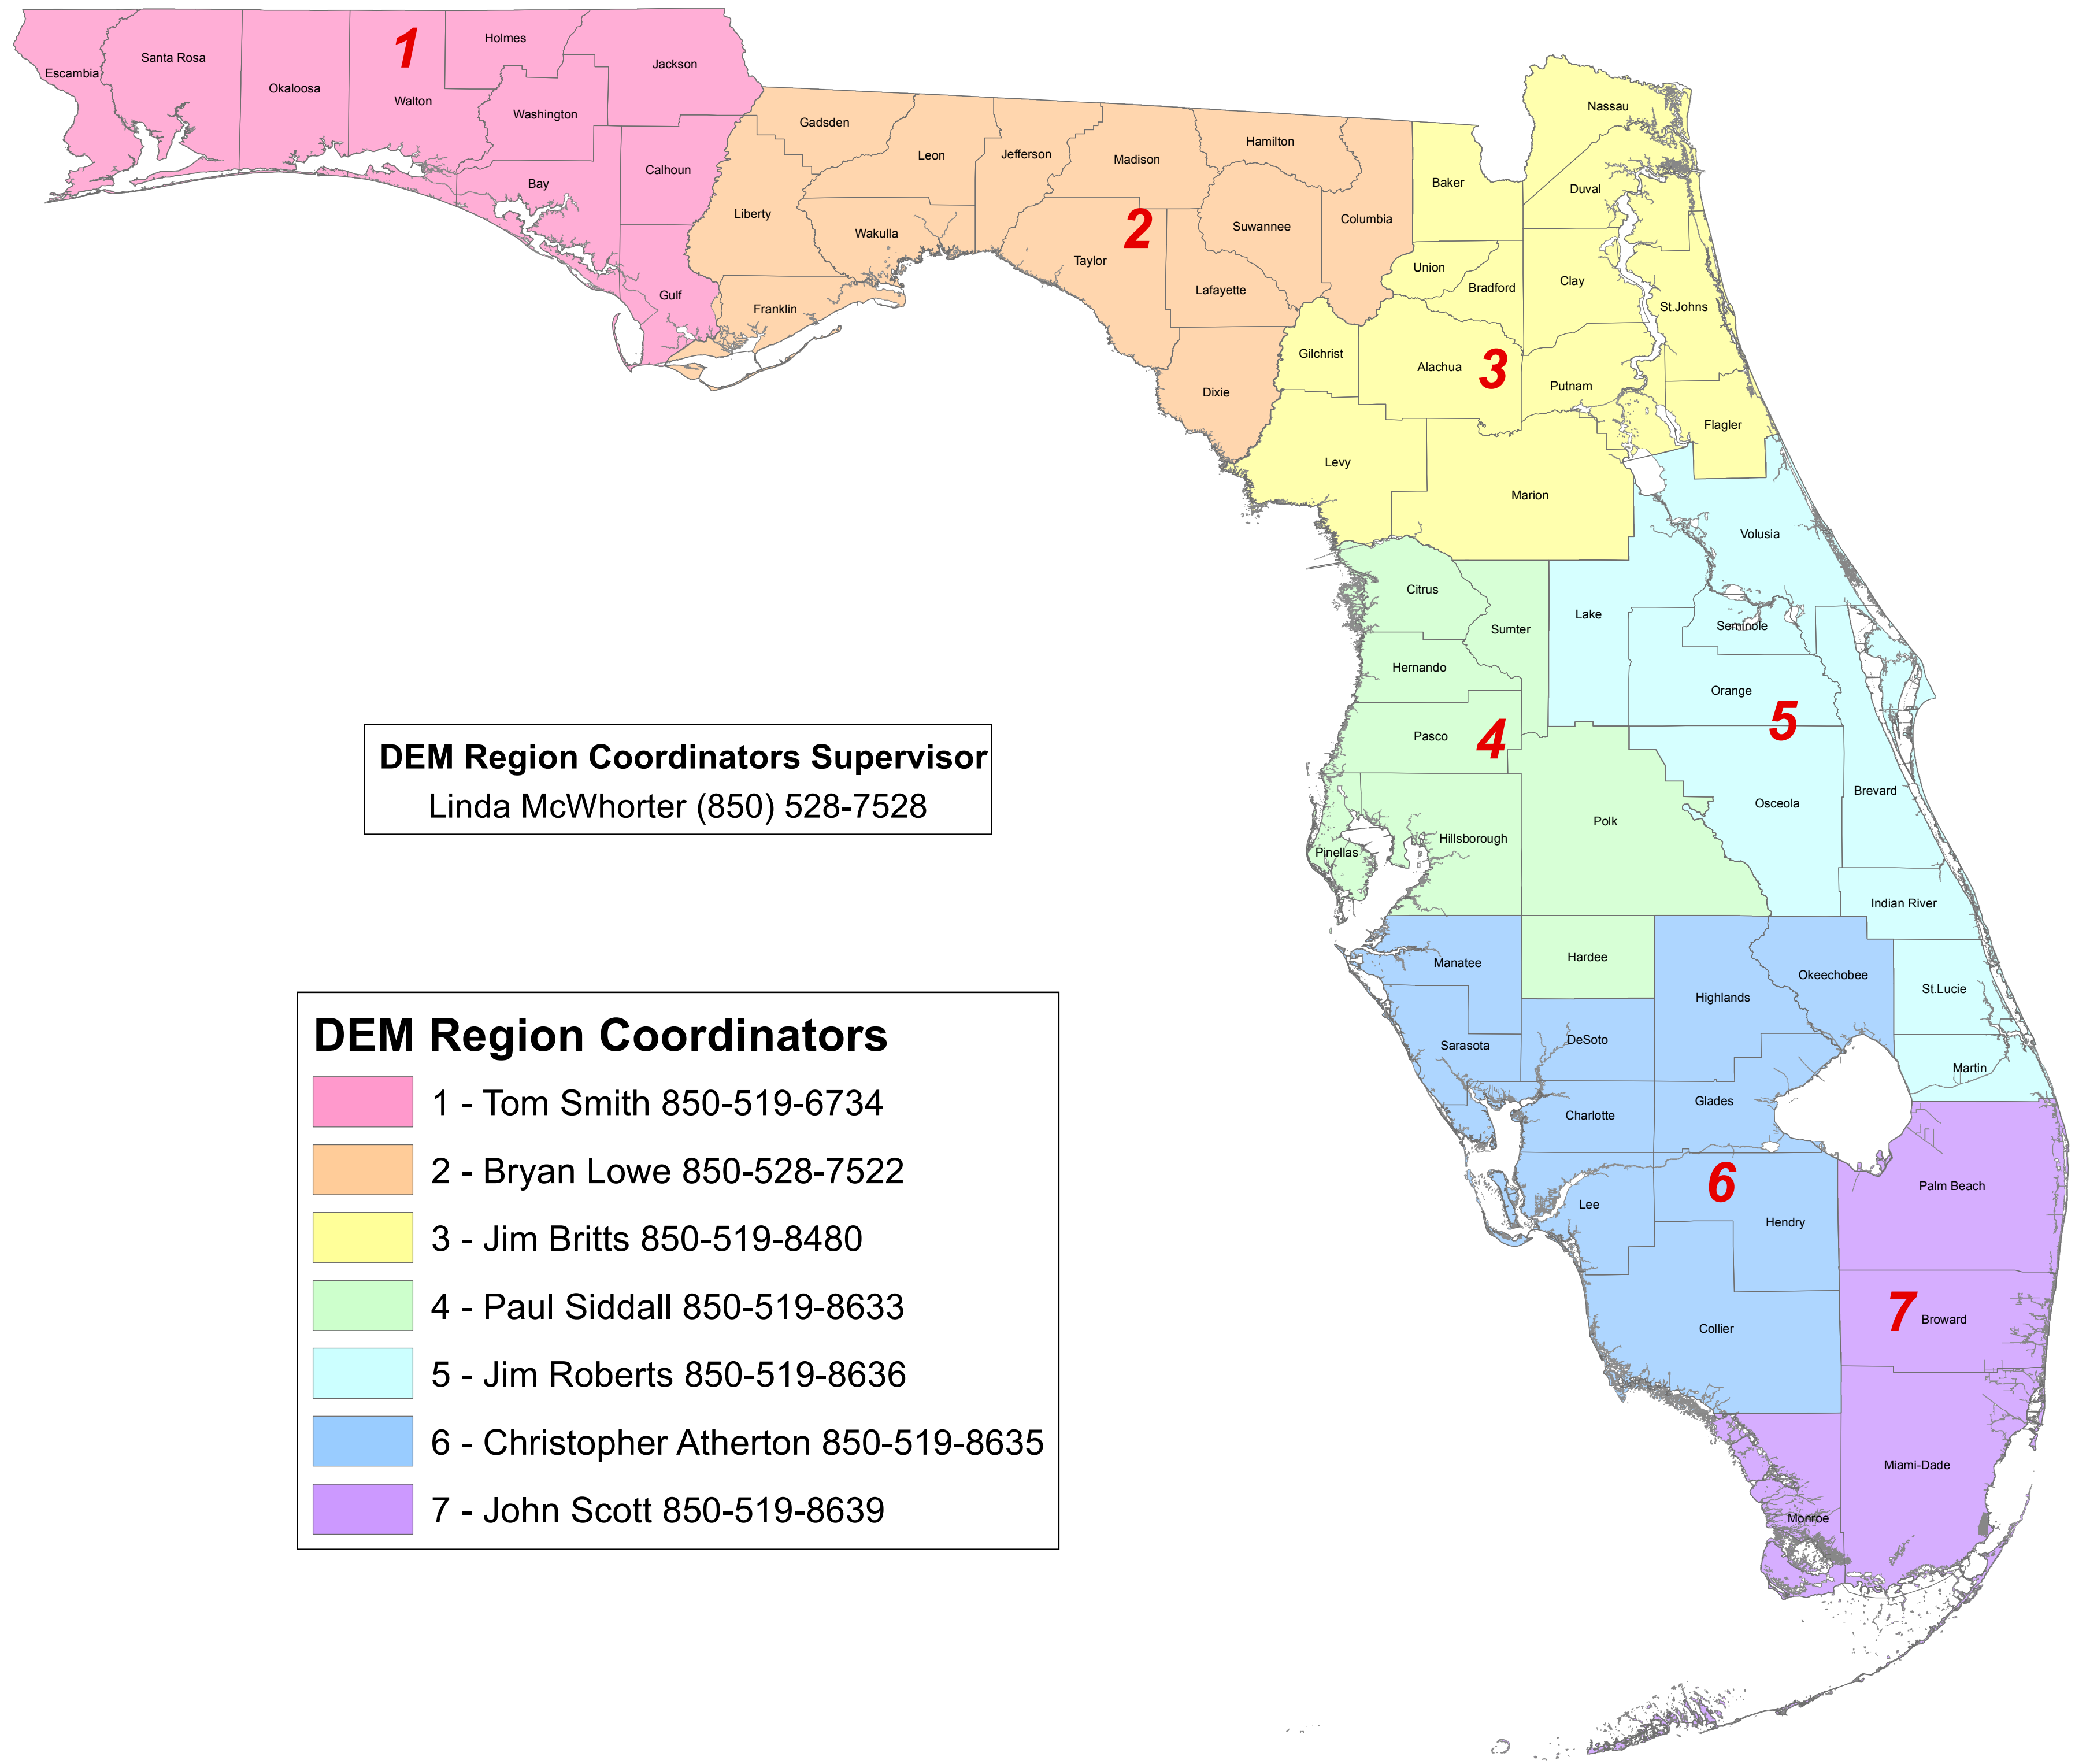 1
Holmes
Santa Rosa
Jackson
Escambia
Okaloosa
Walton
Washington
Gadsden
Nassau
Hamilton
Leon
Jefferson
Madison
Calhoun
Bay
Baker
Duval
Liberty
2
Columbia
Suwannee
Wakulla
Taylor
Union
Clay
Lafayette
Bradford
Gulf
Franklin
St.Johns
Gilchrist
Alachua
3
Putnam
Dixie
Flagler
Levy
Marion
Volusia
Citrus
Lake
Sumter
Seminole
Hernando
Orange
5
Pasco
4
DEM Region Coordinators Supervisor
Linda McWhorter (850) 528-7528
Brevard
Osceola
Polk
Hillsborough
Pinellas
Indian River
Hardee
Manatee
Okeechobee
St.Lucie
Highlands
DeSoto
Sarasota
Martin
Glades
Charlotte
6
Palm Beach
Lee
Hendry
7
Broward
Collier
Miami-Dade
Monroe
DEM Region Coordinators
1 - Tom Smith 850-519-6734
2 - Bryan Lowe 850-528-7522
3 - Jim Britts 850-519-8480
4 - Paul Siddall 850-519-8633
5 - Jim Roberts 850-519-8636
6 - Christopher Atherton 850-519-8635
7 - John Scott 850-519-8639